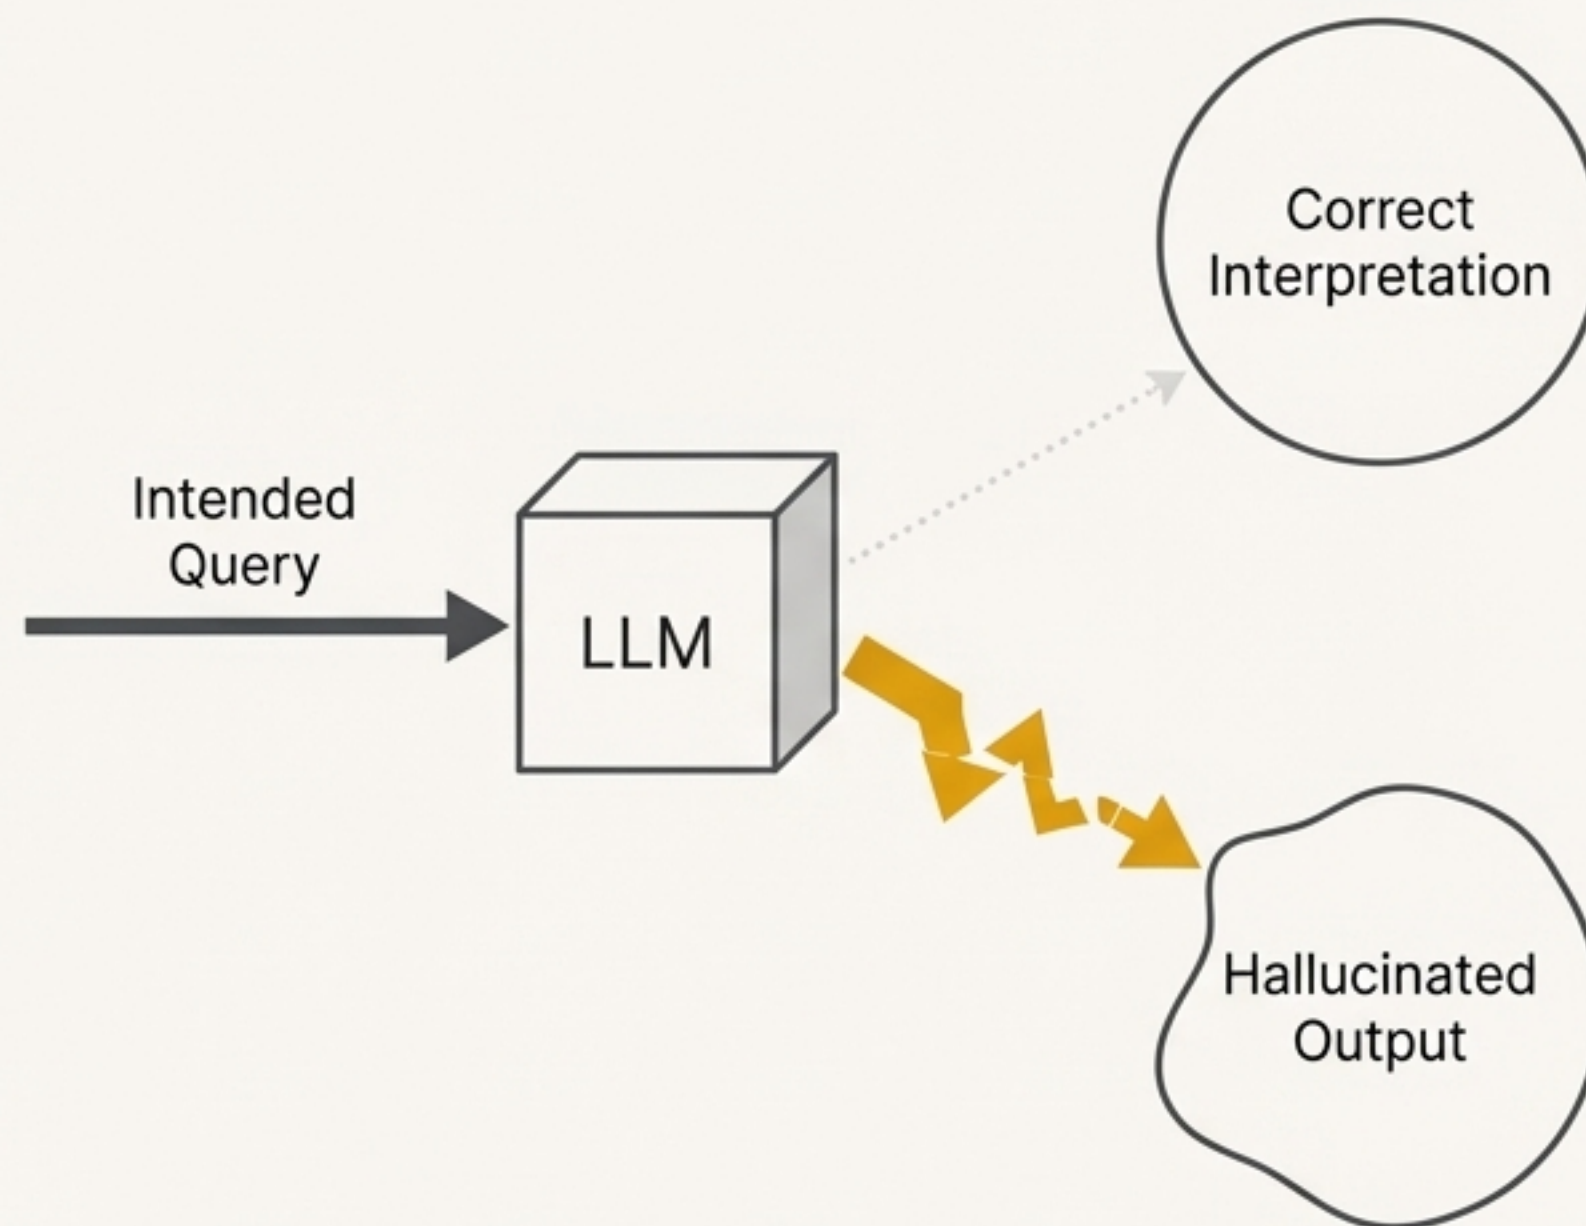 Correct
Interpretation
Intended
Query
LLM
Hallucinated
Output